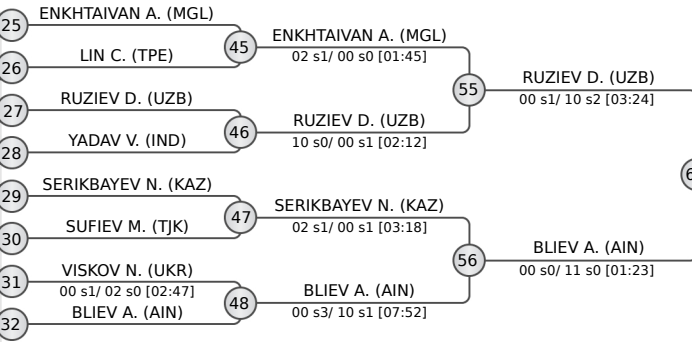 25
ENKHTAIVAN A. (MGL)
26
LIN C. (TPE)
45
ENKHTAIVAN A. (MGL)
02 s1/ 00 s0 [01:45]
27
RUZIEV D. (UZB)
28
YADAV V. (IND)
46
RUZIEV D. (UZB)
10 s0/ 00 s1 [02:12]
55
RUZIEV D. (UZB)
00 s1/ 10 s2 [03:24]
29
SERIKBAYEV N. (KAZ)
30
SUFIEV M. (TJK)
47
SERIKBAYEV N. (KAZ)
02 s1/ 00 s1 [03:18]
31
VISKOV N. (UKR)
00 s1/ 02 s0 [02:47]
32
BLIEV A. (AIN)
48
BLIEV A. (AIN)
00 s3/ 10 s1 [07:52]
56
BLIEV A. (AIN)
00 s0/ 11 s0 [01:23]